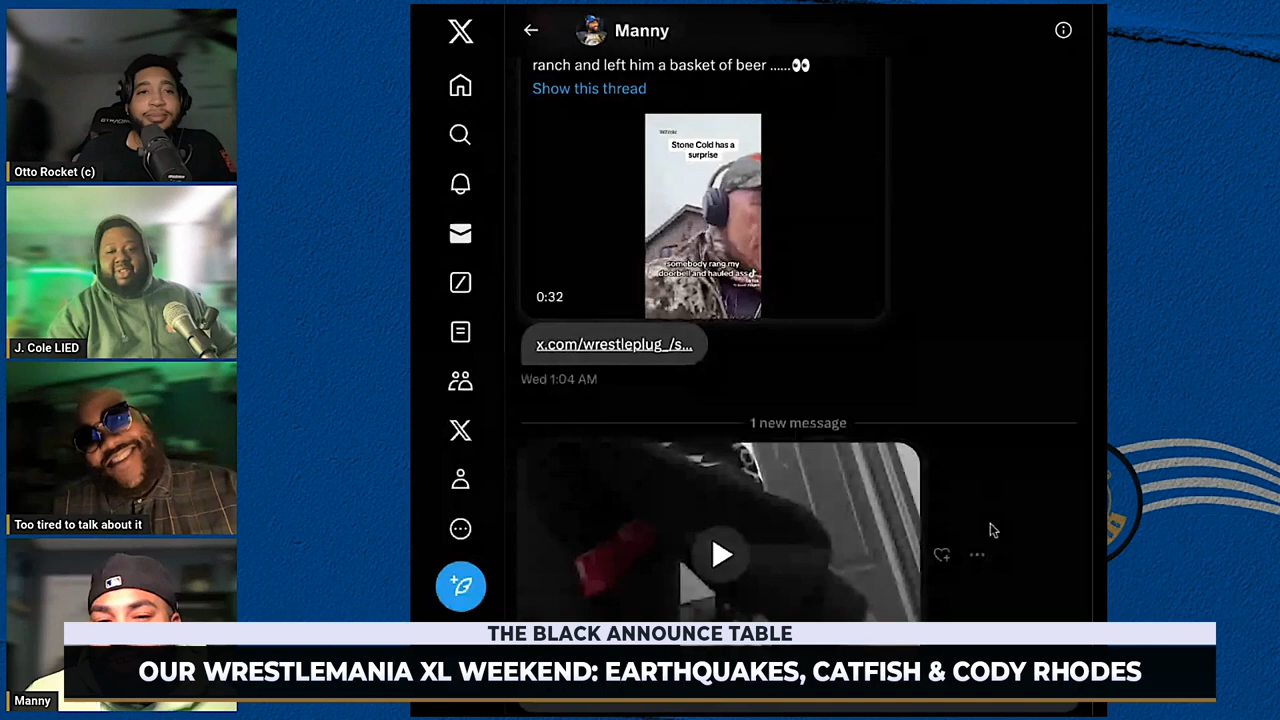 Otto Rocket (c)
J. Cole LIED
Too tired to talk about it
Manny
Manny
ranch and left him a basket of beer ......👀
Show this thread
Stone Cold has a
surprise
somebody rang my
doorbell and hauled ass
0:32
x.com/wrestleplug_/s...
Wed 1:04 AM
1 new message
THE BLACK ANNOUNCE TABLE
OUR WRESTLEMANIA XL WEEKEND: EARTHQUAKES, CATFISH & CODY RHODES